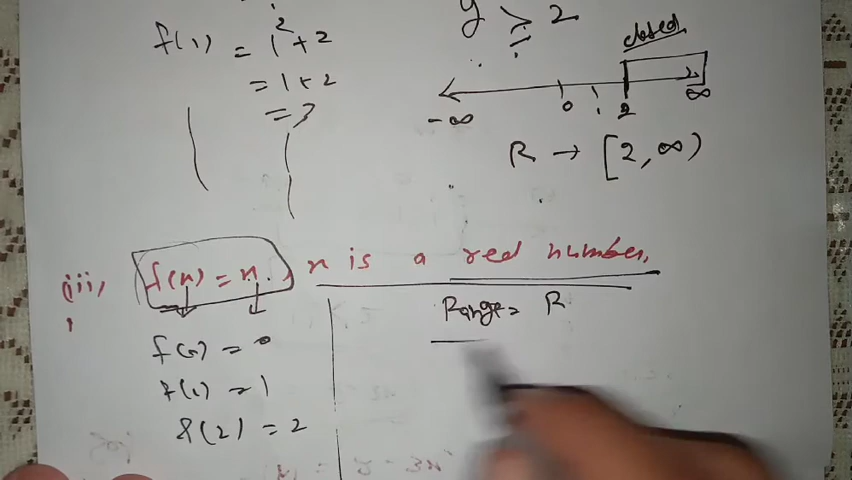 f(1) = 1² + 2
= 1 + 2
= 3
y ≥ 2
closed
-∞ 0 1 2 ∞
R → [2, ∞)
(iii) f(x) = x, x is a real number.
f(0) = 0
f(1) = 1
f(2) = 2
Range = R